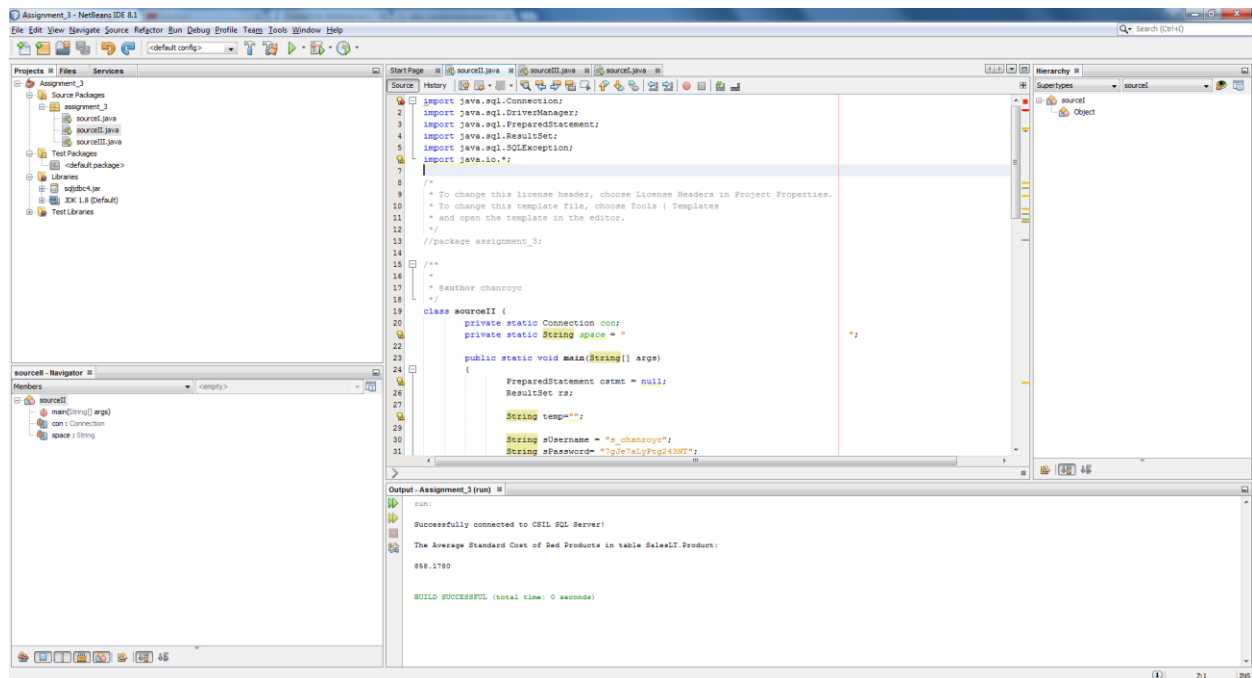 Assignment_3 - NetBeans IDE 8.1
File Edit View Navigate Source Refactor Run Debug Profile Team Tools Window Help
Search (Ctrl+I)
<default config>
Projects Files Services
Assignment_3
Source Packages
assignment_3
sourceI.java
sourceII.java
sourceIII.java
Test Packages
<default package>
Libraries
sqljdbc4.jar
JDK 1.8 (Default)
Test Libraries
sourceII - Navigator
Members <empty>
sourceII
main(String[] args)
con : Connection
space : String
Start Page sourceII.java sourceIII.java sourceI.java
Source History
import java.sql.Connection;
2 import java.sql.DriverManager;
3 import java.sql.PreparedStatement;
4 import java.sql.ResultSet;
5 import java.sql.SQLException;
import java.io.*;
7
8 /*
9 * To change this license header, choose License Headers in Project Properties.
10 * To change this template file, choose Tools | Templates
11 * and open the template in the editor.
12 */
13 //package assignment_3;
14
15 /**
16 *
17 * @author chanroyc
18 */
19 class sourceII {
20 private static Connection con;
private static String space = " ";
22
23 public static void main(String[] args)
24 {
PreparedStatement cstmt = null;
26 ResultSet rs;
27
String temp="";
29
30 String sUsername = "s_chanroyc";
31 String sPassword= "7gJe7aLyPtg243NT";
Hierarchy
Supertypes sourceI
sourceI
Object
Output - Assignment_3 (run)
run:
Successfully connected to CSIL SQL Server!
The Average Standard Cost of Red Products in table SalesLT.Product:
858.1780
BUILD SUCCESSFUL (total time: 0 seconds)
1 7:1 INS